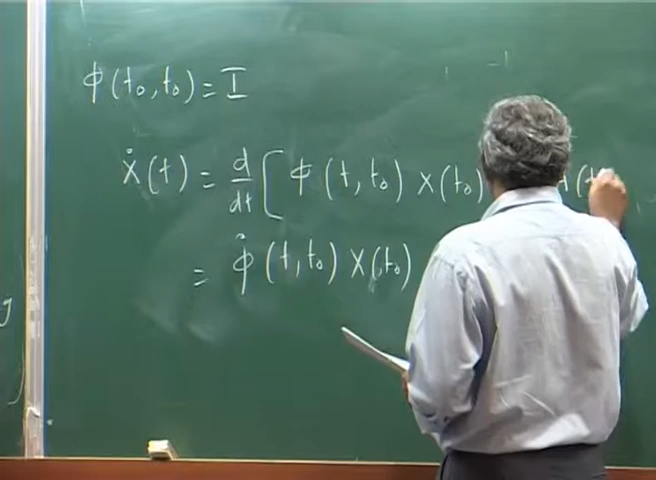 ϕ(t₀, t₀) = I
ẋ(t) = d/dt [ ϕ(t, t₀) x(t₀)
= ϕ̇(t, t₀) x(t₀)